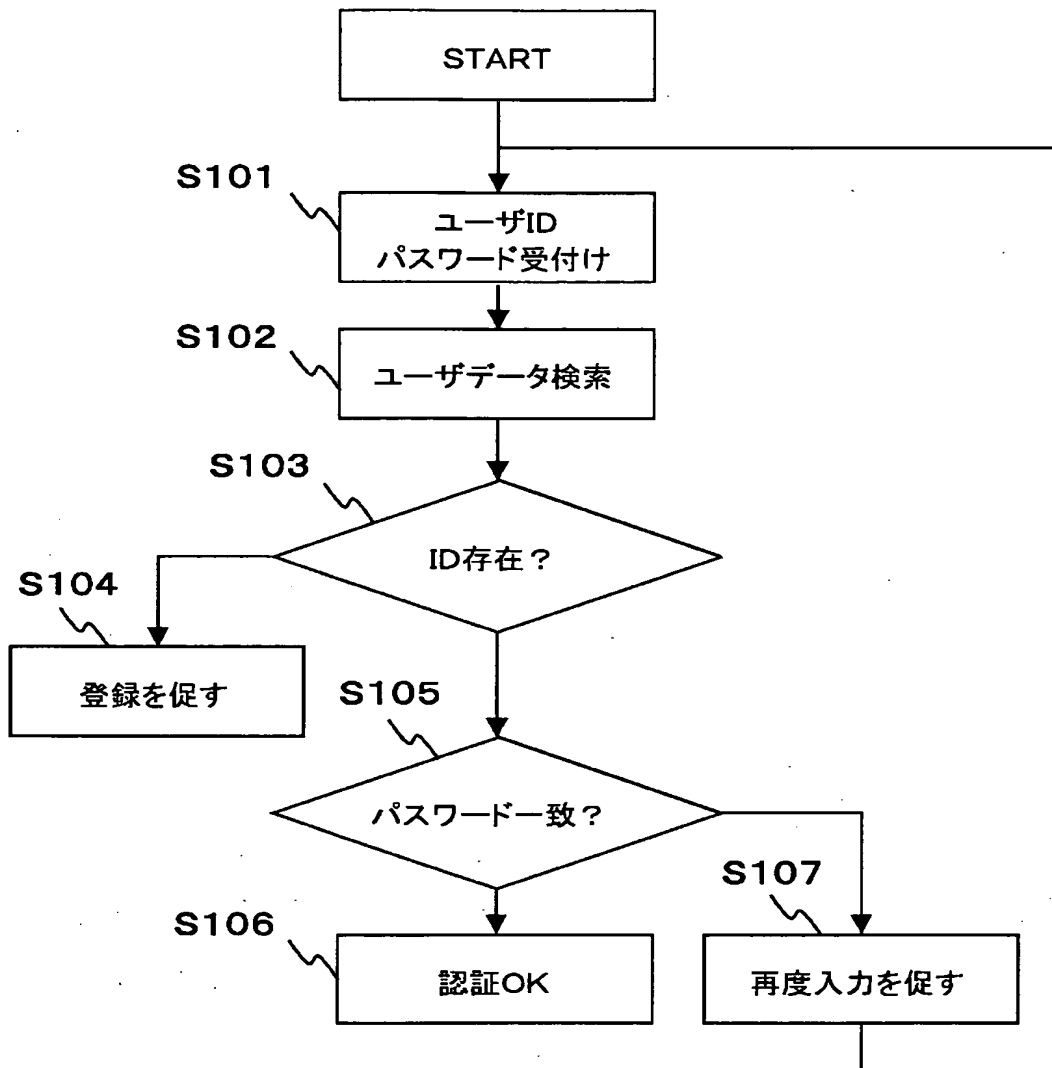 START
S101
ユーザID
パスワード受付け
S102
ユーザデータ検索
S103
ID存在?
S104
登録を促す
S105
パスワード一致?
S107
S106
認証OK
再度入力を促す